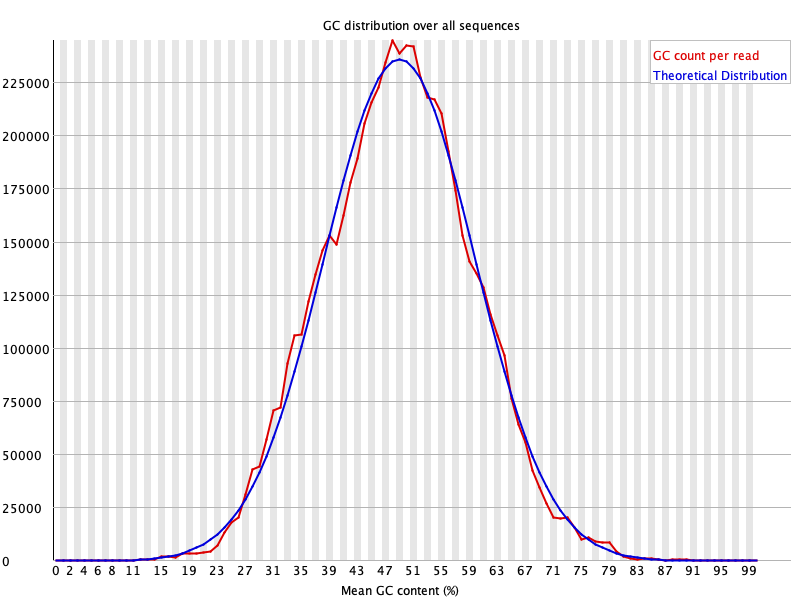 GC distribution over all sequences
GC count per read
Theoretical Distribution
225000
200000
175000
150000
125000
100000
75000
50000
25000
0
0 2 4 6 8 11 15 19 23 27 31 35 39 43 47 51 55 59 63 67 71 75 79 83 87 91 95 99
Mean GC content (%)